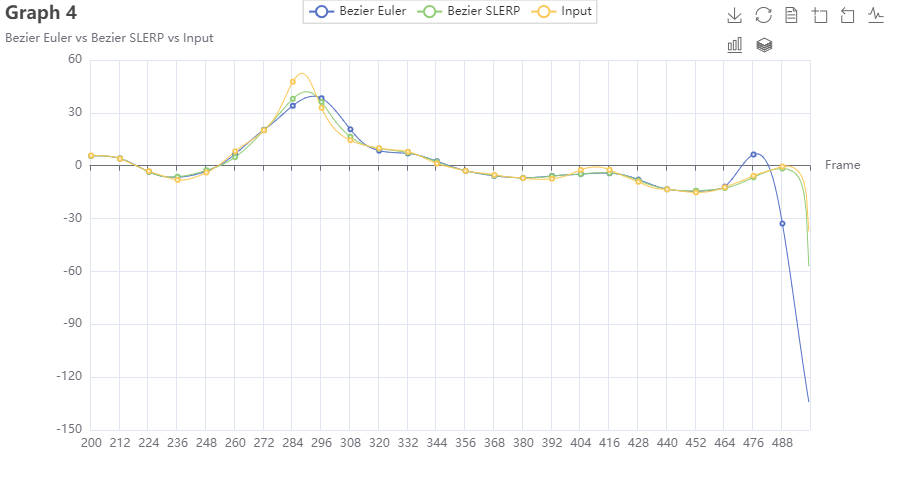 Graph 4
Bezier Euler Bezier SLERP Input
Bezier Euler vs Bezier SLERP vs Input
60
30
0
Frame
-30
-60
-90
-120
-150
200 212 224 236 248 260 272 284 296 308 320 332 344 356 368 380 392 404 416 428 440 452 464 476 488